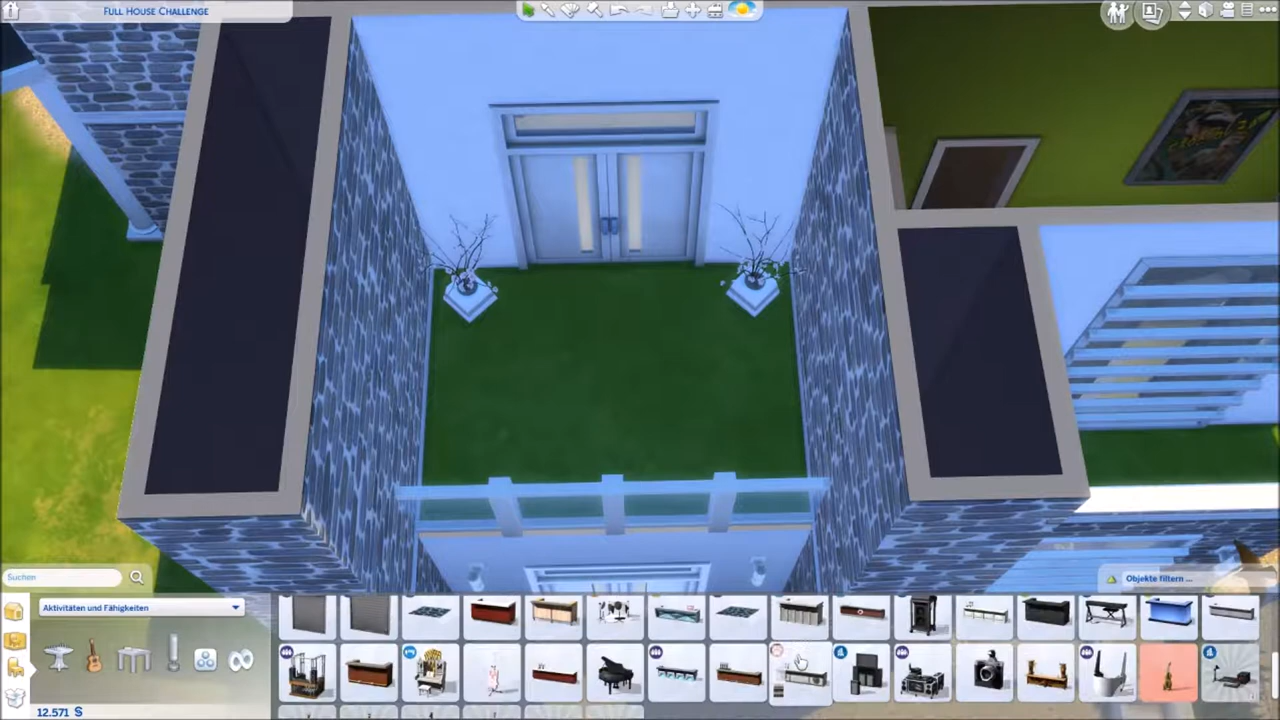 FULL HOUSE CHALLENGE
Suchen
Objekte filtern ...
Aktivitäten und Fähigkeiten
12.571 §